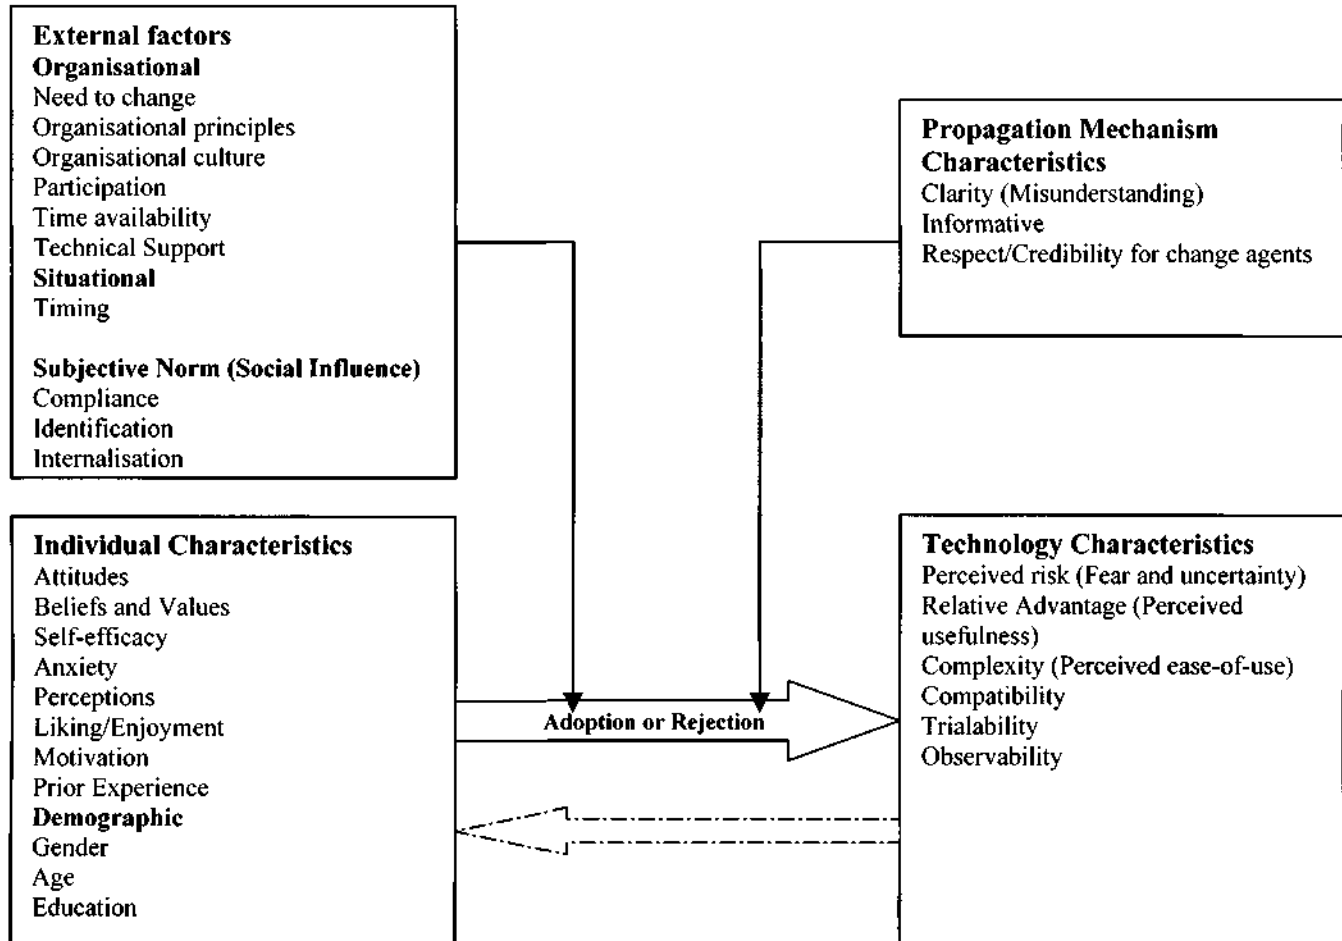 External factors
Organisational
Need to change
Organisational principles
Organisational culture
Participation
Time availability
Technical Support
Situational
Timing
Subjective Norm (Social Influence)
Compliance
Identification
Internalisation
Propagation Mechanism
Characteristics
Clarity (Misunderstanding)
Informative
Respect/Credibility for change agents
Individual Characteristics
Attitudes
Beliefs and Values
Self-efficacy
Anxiety
Perceptions
Liking/Enjoyment
Motivation
Prior Experience
Demographic
Gender
Age
Education
Adoption or Rejection
Technology Characteristics
Perceived risk (Fear and uncertainty)
Relative Advantage (Perceived
usefulness)
Complexity (Perceived ease-of-use)
Compatibility
Trialability
Observability